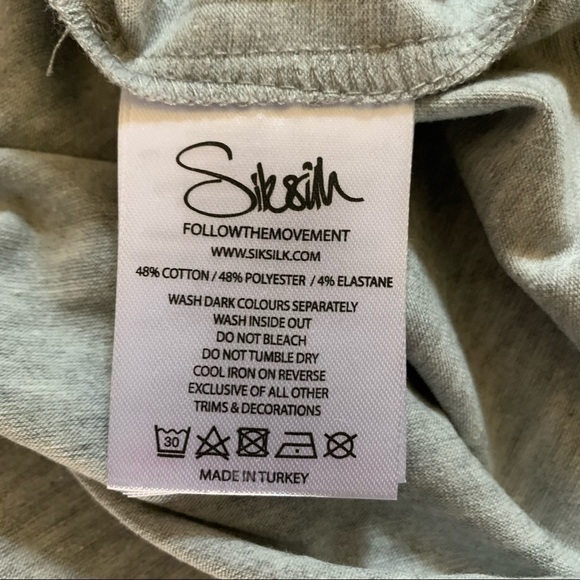 Siksilk
FOLLOWTHEMOVEMENT
WWW.SIKSILK.COM
48% COTTON / 48% POLYESTER / 4% ELASTANE
WASH DARK COLOURS SEPARATELY
WASH INSIDE OUT
DO NOT BLEACH
DO NOT TUMBLE DRY
COOL IRON ON REVERSE
EXCLUSIVE OF ALL OTHER
TRIMS & DECORATIONS
30
MADE IN TURKEY